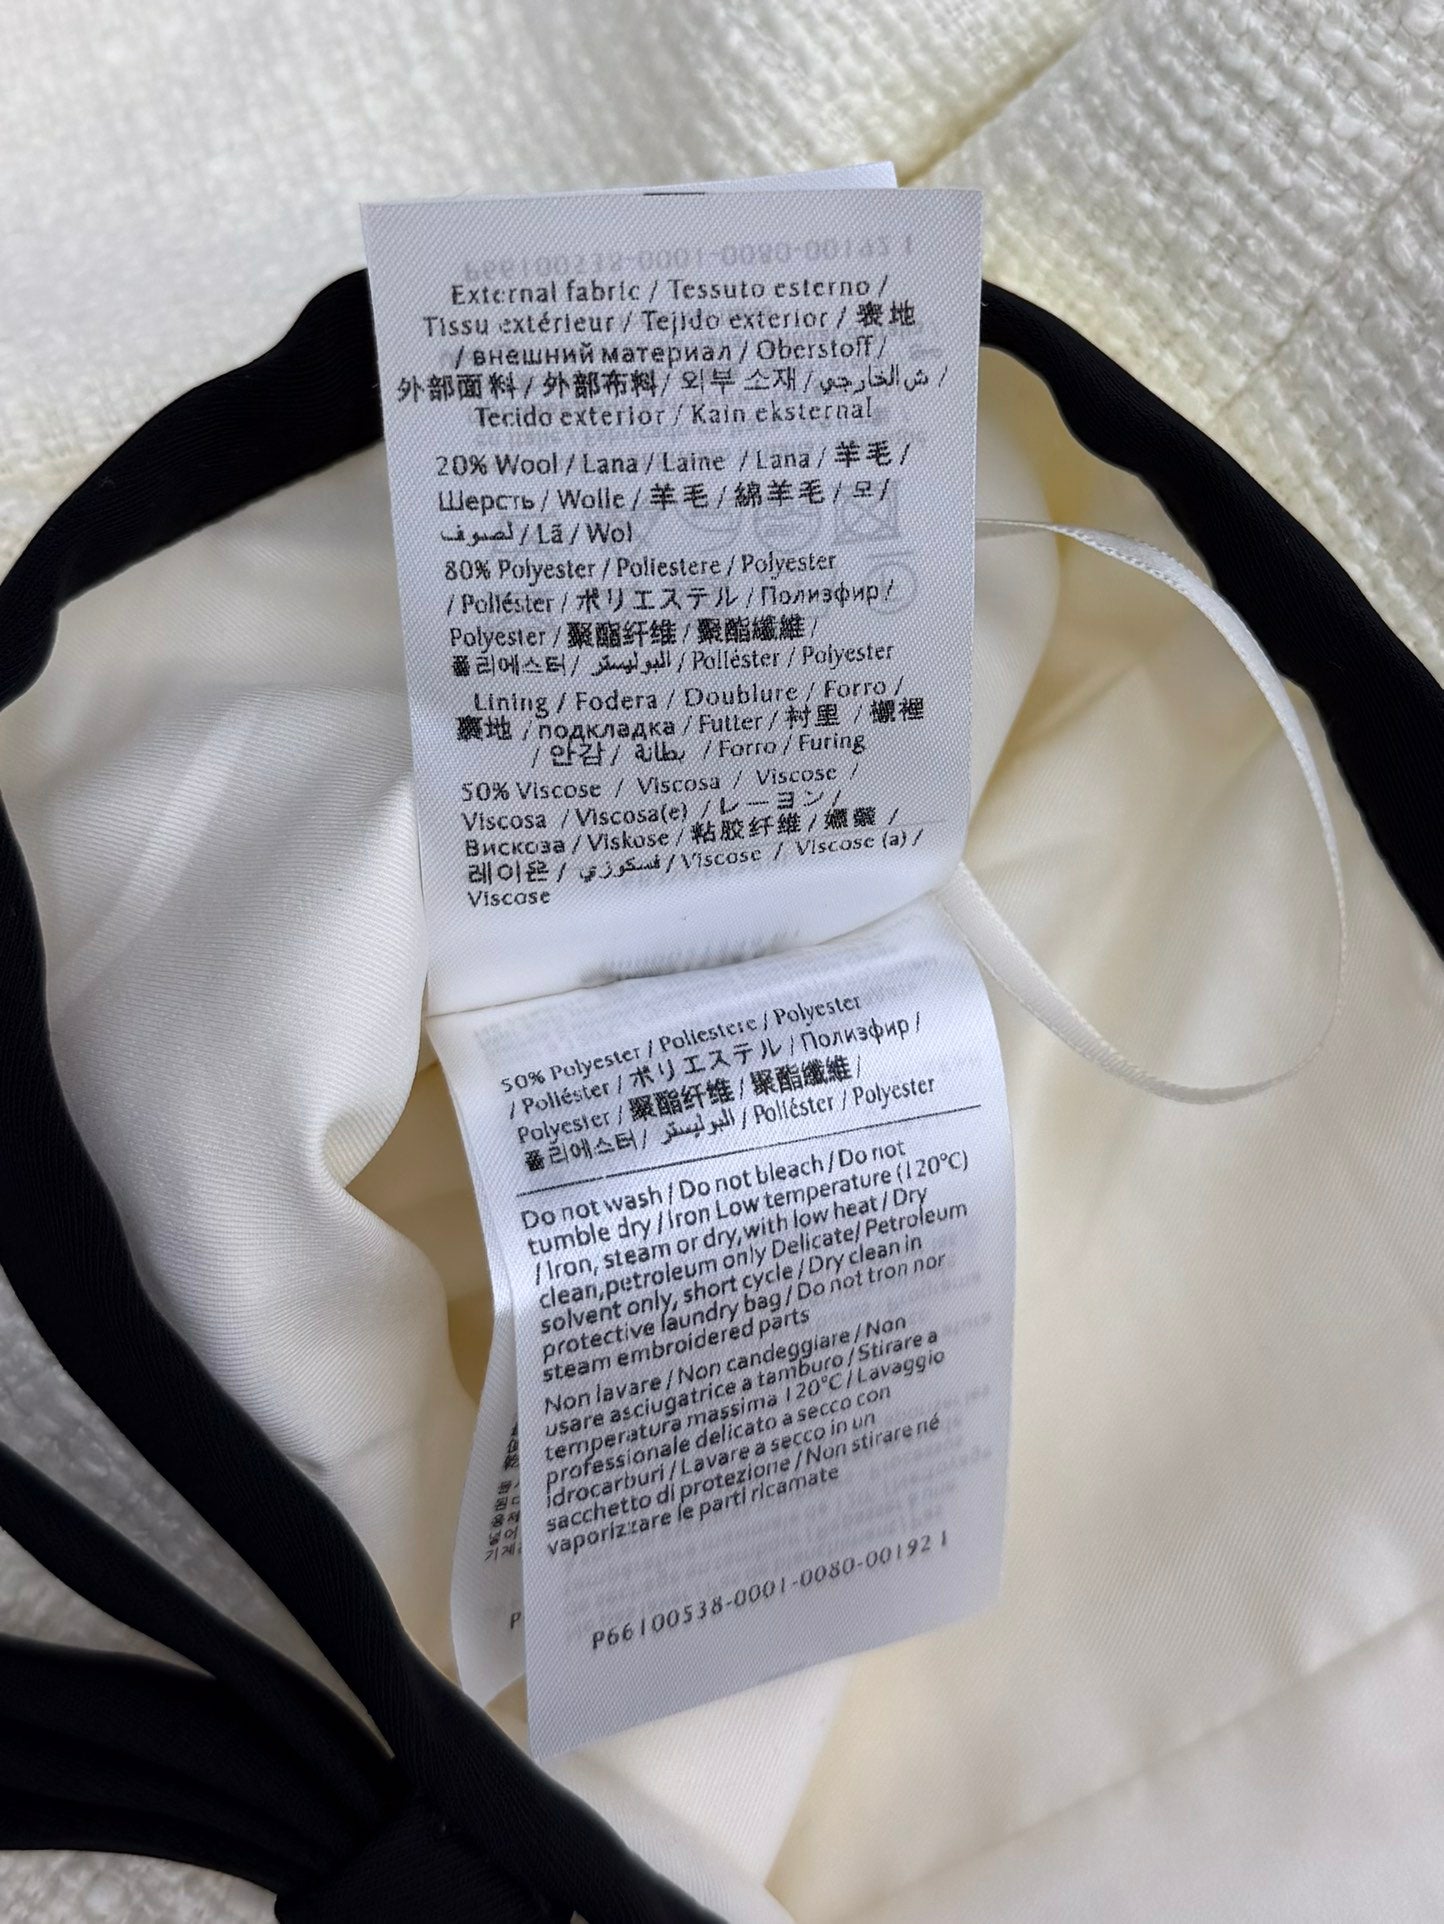 External fabric / Tessuto esterno /
Tissu extérieur / Tejido exterior / 表地
/ внешний материал / Oberstoff /
外部面料 / 外部布料 / 외부 소재 / ش الخارجي /
Tecido exterior / Kain eksternal
20% Wool / Lana / Laine / Lana / 羊毛 /
Шерсть / Wolle / 羊毛 / 綿羊毛 / 모 /
لصوف / Lã / Wol
80% Polyester / Poliestere / Polyester
/ Poliéster / ポリエステル / Полиэфир /
Polyester / 聚酯纤维 / 聚酯纖維 /
폴리에스터 / البوليستر / Poliéster / Polyester
Lining / Fodera / Doublure / Forro /
裏地 / подкладка / Futter / 衬里 / 襯裡
/ 안감 / بطانة / Forro / Furing
50% Viscose / Viscosa / Viscose /
Viscosa / Viscosa(e) / レーヨン /
Вискоза / Viskose / 粘胶纤维 /
레이온 / فسكوزي / Viscose / Viscose (a) /
Viscose
50% Polyester / Poliestere / Polyester
/ Poliéster / ポリエステル / Полиэфир /
Polyester / 聚酯纤维 / 聚酯纖維 /
폴리에스터 / البوليستر / Poliéster / Polyester
Do not wash / Do not bleach / Do not
tumble dry / Iron Low temperature (120°C)
/ Iron, steam or dry, with low heat / Dry
clean, petroleum only Delicate / Petroleum
solvent only, short cycle / Dry clean in
protective laundry bag / Do not tron nor
steam embroidered parts
Non lavare / Non candeggiare / Non
usare asciugatrice a tamburo / Stirare a
temperatura massima 120°C / Lavaggio
professionale delicato a secco con
idrocarburi / Lavare a secco in un
sacchetto di protezione / Non stirare né
vaporizzare le parti ricamate
P66100538-0001-0080-00192 1